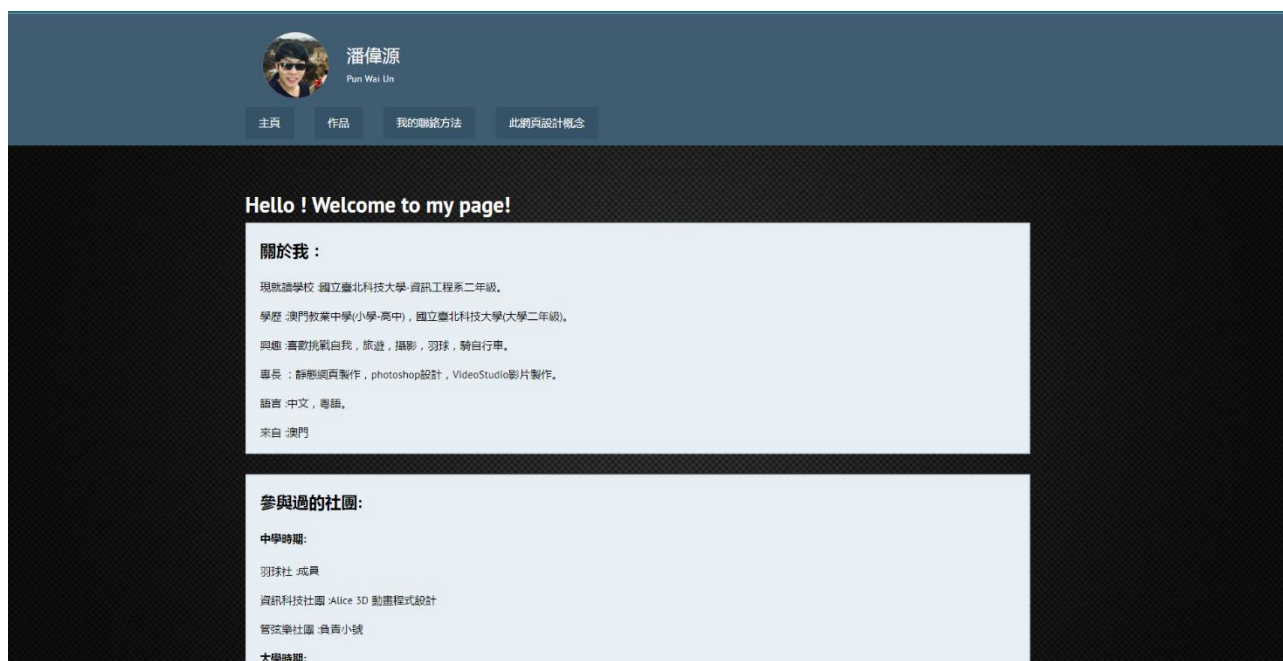 潘偉源
Pun Wai Un
主頁 作品 我的聯絡方法 此網頁設計概念
Hello ! Welcome to my page!
關於我：
現就讀學校 :國立臺北科技大學-資訊工程系二年級。
學歷 :澳門教業中學(小學-高中)，國立臺北科技大學(大學二年級)。
興趣 :喜歡挑戰自我，旅遊，攝影，羽球，騎自行車。
專長 ：靜態網頁製作，photoshop設計，VideoStudio影片製作。
語言 :中文，粵語。
來自 :澳門
參與過的社團:
中學時期:
羽球社 :成員
資訊科技社團 :Alice 3D 動畫程式設計
管弦樂社團 :負責小號
大學時期: